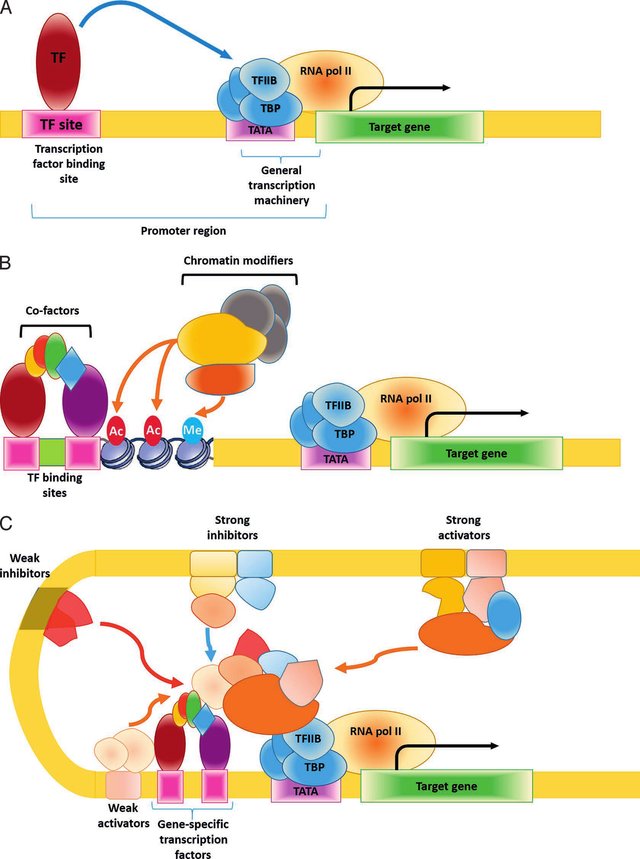 A
TF
TFIIB
RNA pol II
TBP
TF site
TATA
Target gene
Transcription
factor binding
site
General
transcription
machinery
Promoter region
B
Chromatin modifiers
Co-factors
Ac
Ac
Me
TFIIB
RNA pol II
TBP
TATA
Target gene
TF binding
sites
C
Strong
inhibitors
Strong
activators
Weak
inhibitors
TFIIB
RNA pol II
TBP
TATA
Target gene
Weak
activators
Gene-specific
transcription
factors